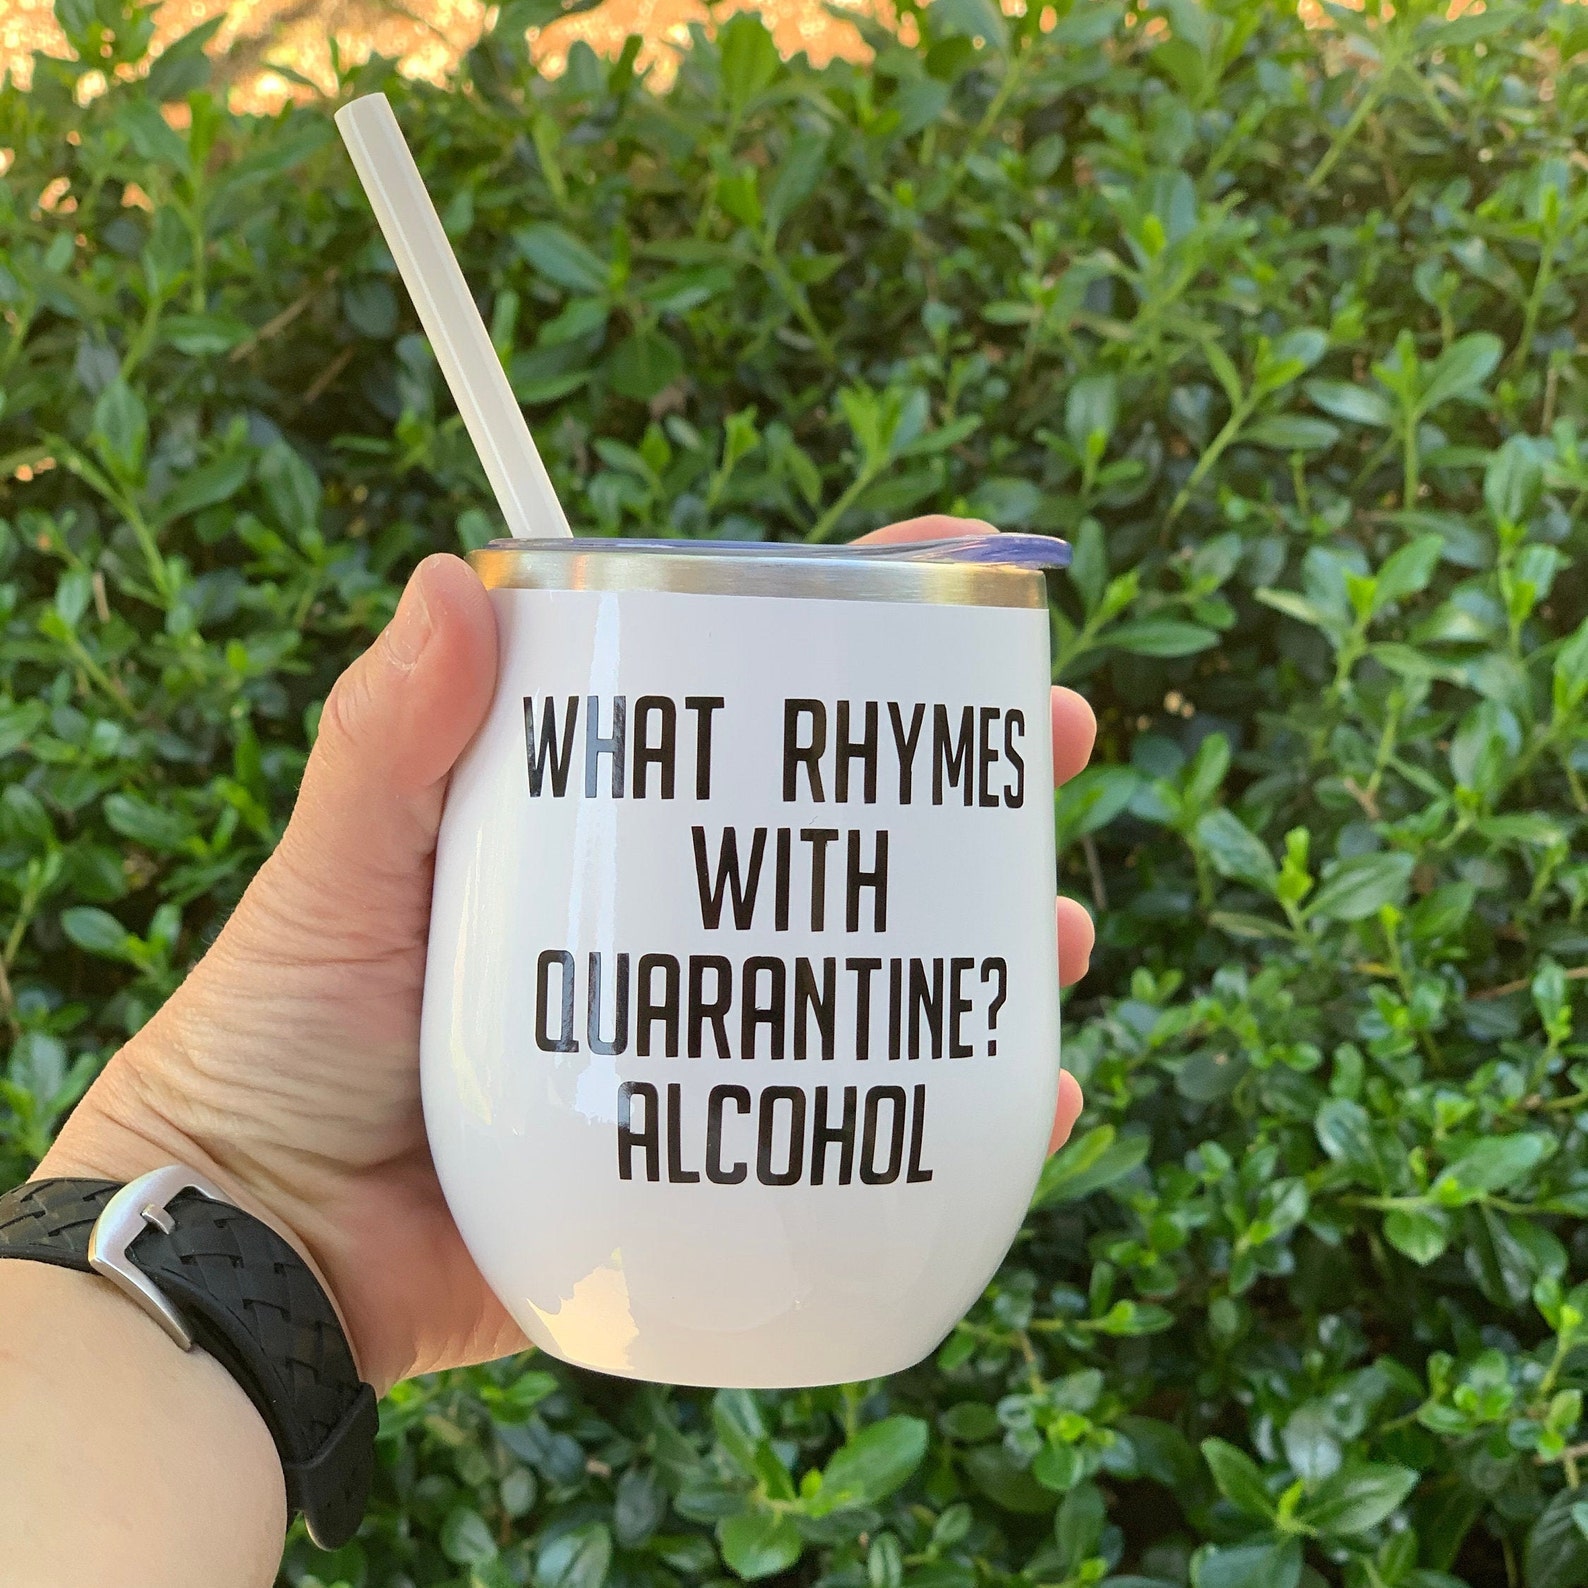 WHAT RHYMES
WITH
QUARANTINE?
ALCOHOL